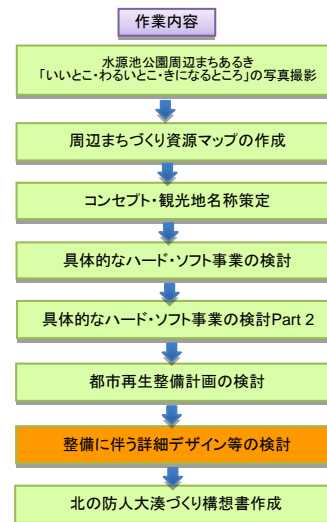 作業内容
水源池公園周辺まちあるき
「いいとこ・わるいとこ・きになるところ」の写真撮影
周辺まちづくり資源マップの作成
コンセプト・観光地名称策定
具体的なハード・ソフト事業の検討
具体的なハード・ソフト事業の検討Part 2
都市再生整備計画の検討
整備に伴う詳細デザイン等の検討
北の防人大湊づくり構想書作成